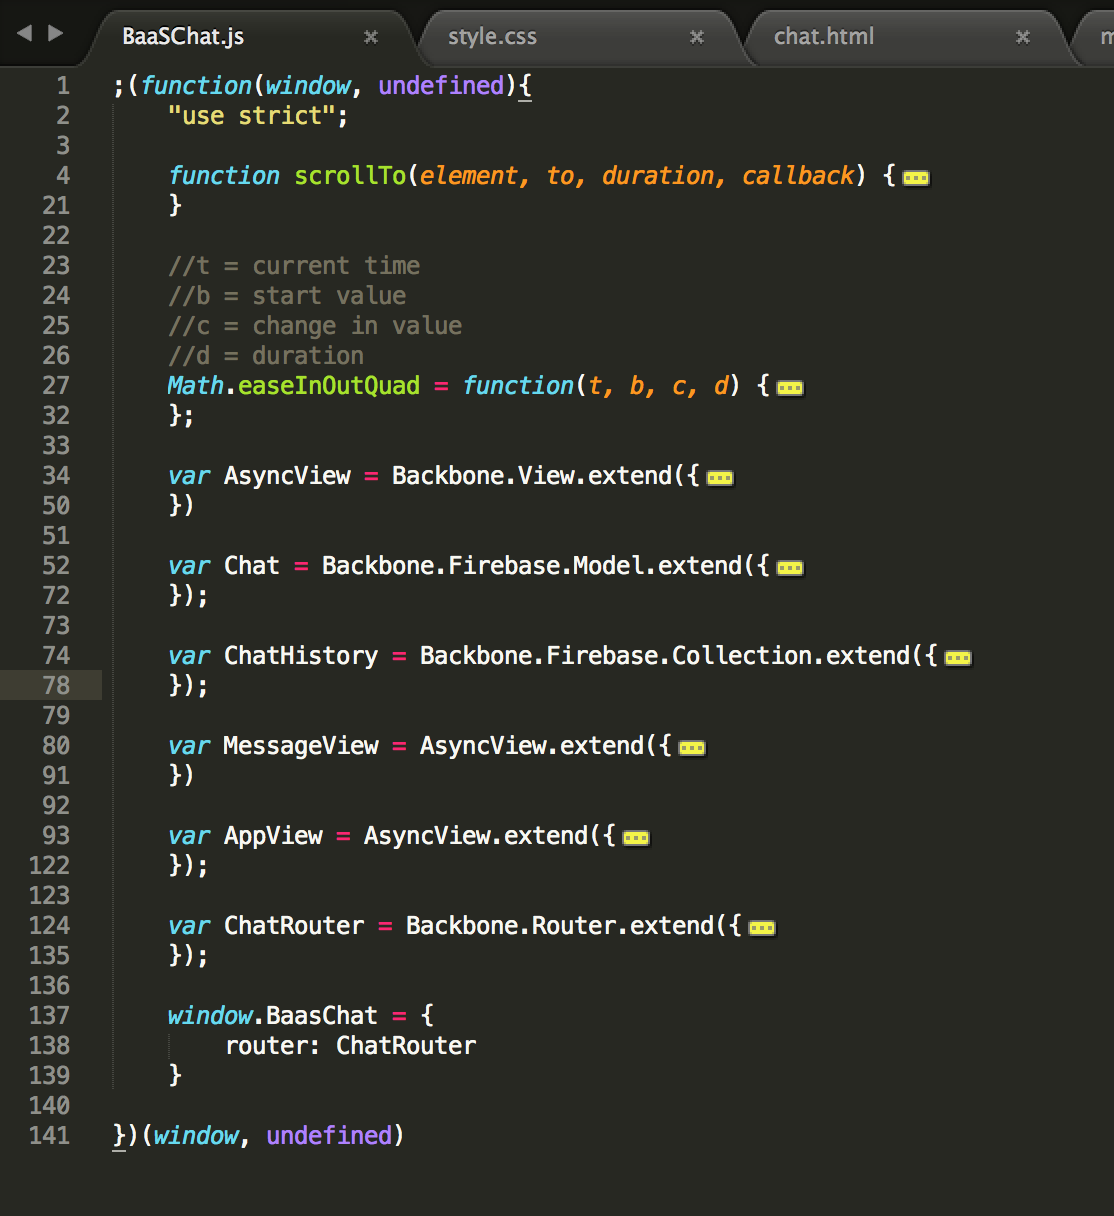 BaaSChat.js × style.css × chat.html × m
1 ;(function(window, undefined){
2 "use strict";
3
4 function scrollTo(element, to, duration, callback) {
21 }
22
23 //t = current time
24 //b = start value
25 //c = change in value
26 //d = duration
27 Math.easeInOutQuad = function(t, b, c, d) {
32 };
33
34 var AsyncView = Backbone.View.extend({
50 })
51
52 var Chat = Backbone.Firebase.Model.extend({
72 });
73
74 var ChatHistory = Backbone.Firebase.Collection.extend({
78 });
79
80 var MessageView = AsyncView.extend({
91 })
92
93 var AppView = AsyncView.extend({
122 });
123
124 var ChatRouter = Backbone.Router.extend({
135 });
136
137 window.BaasChat = {
138 router: ChatRouter
139 }
140
141 })(window, undefined)